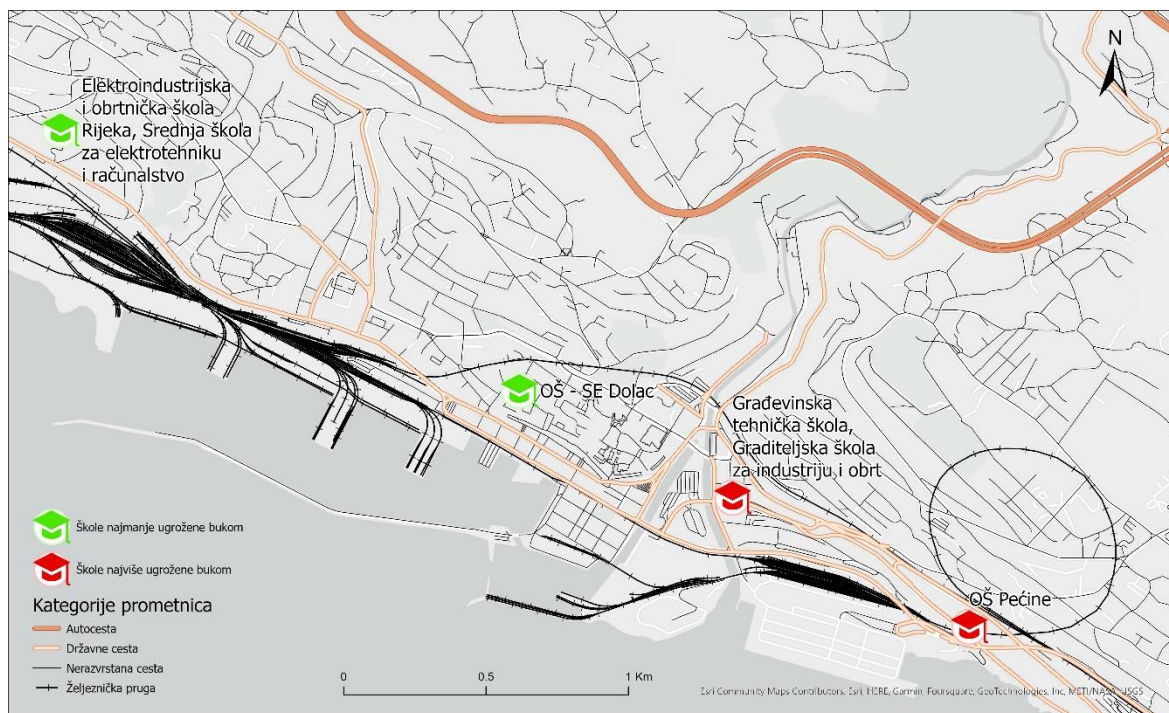 N
Elektroindustrijska
i obrtnička škola
Rijeka, Srednja škola
za elektrotehniku
i računalstvo
OŠ - SE Dolac
Građevinska
tehnička škola,
Graditeljska škola
za industriju i obrt
OŠ Pećine
Škole najmanje ugrožene bukom
Škole najviše ugrožene bukom
Kategorije prometnica
Autocesta
Državne cesta
Nerazvrstana cesta
Željeznička pruga
0 0.5 1 Km
Esri Community Maps Contributors, Esri, HERE, Garmin, Foursquare, GeoTechnologies, Inc, METI/NASA, USGS